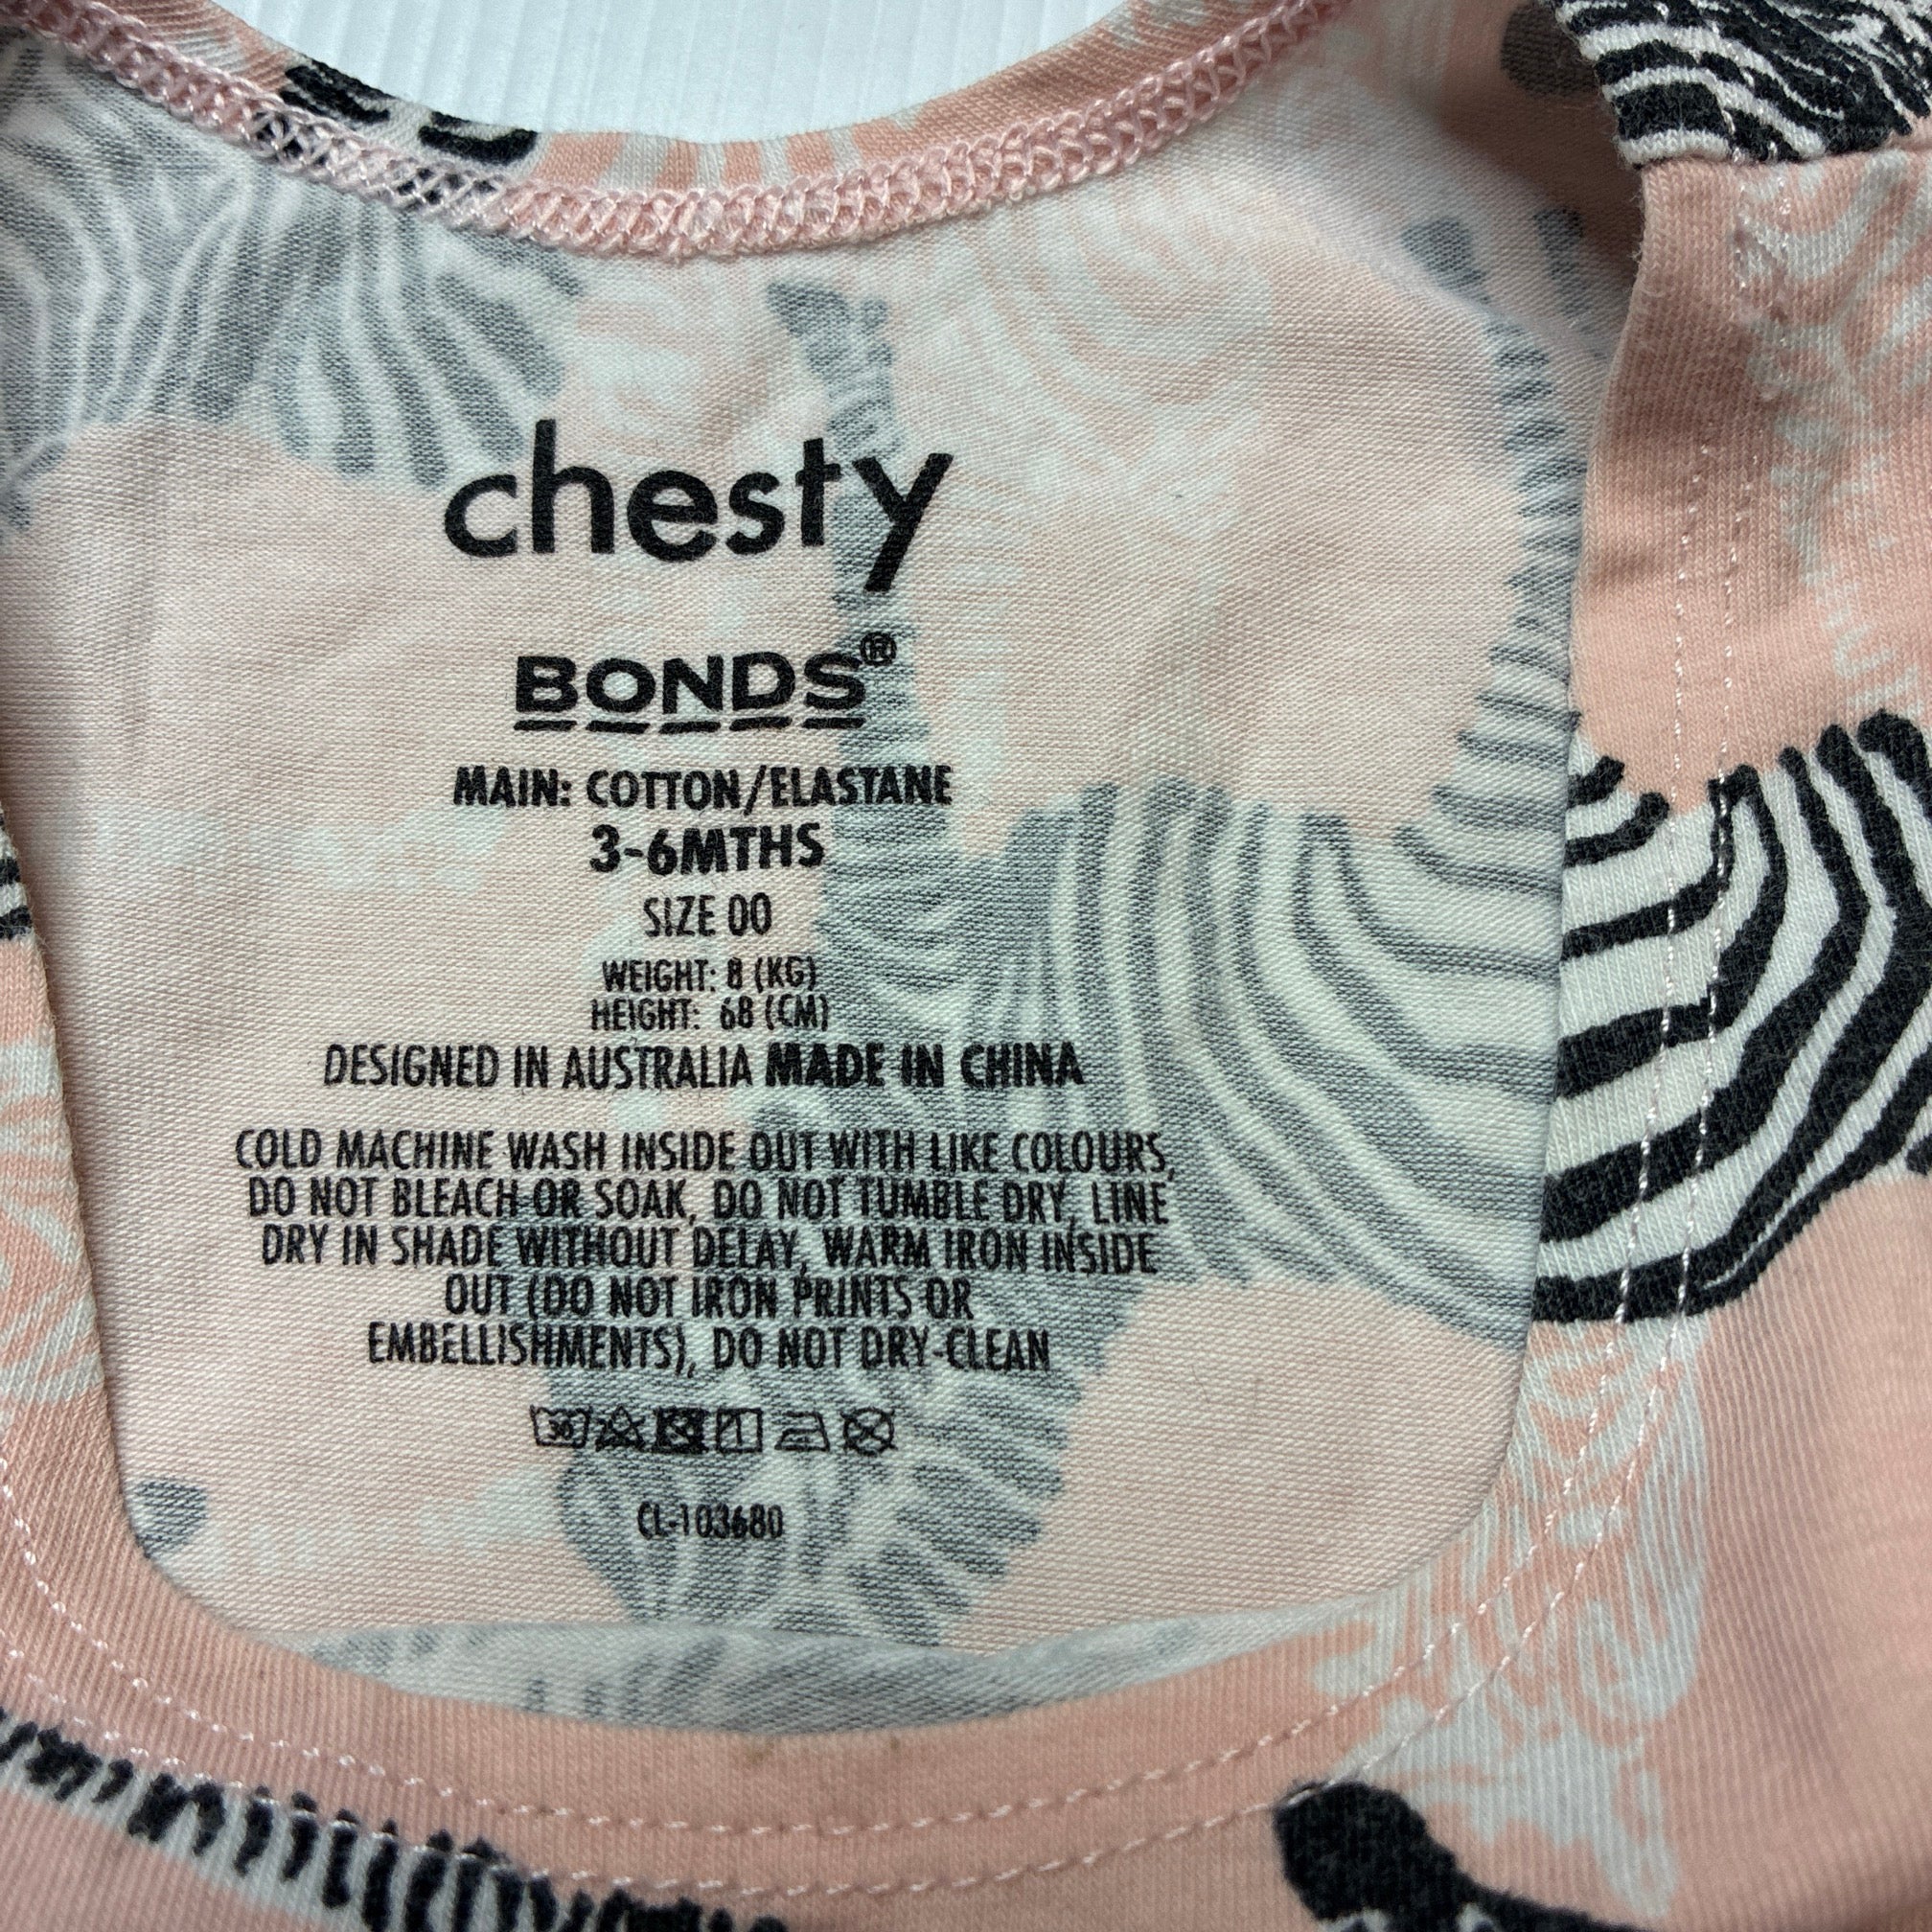 chesty
BONDS®
MAIN: COTTON/ELASTANE
3-6MTHS
SIZE 00
WEIGHT: 8 (KG)
HEIGHT: 68 (CM)
DESIGNED IN AUSTRALIA MADE IN CHINA
COLD MACHINE WASH INSIDE OUT WITH LIKE COLOURS,
DO NOT BLEACH OR SOAK, DO NOT TUMBLE DRY, LINE
DRY IN SHADE WITHOUT DELAY, WARM IRON INSIDE
OUT (DO NOT IRON PRINTS OR
EMBELLISHMENTS), DO NOT DRY-CLEAN
30
CL-103680